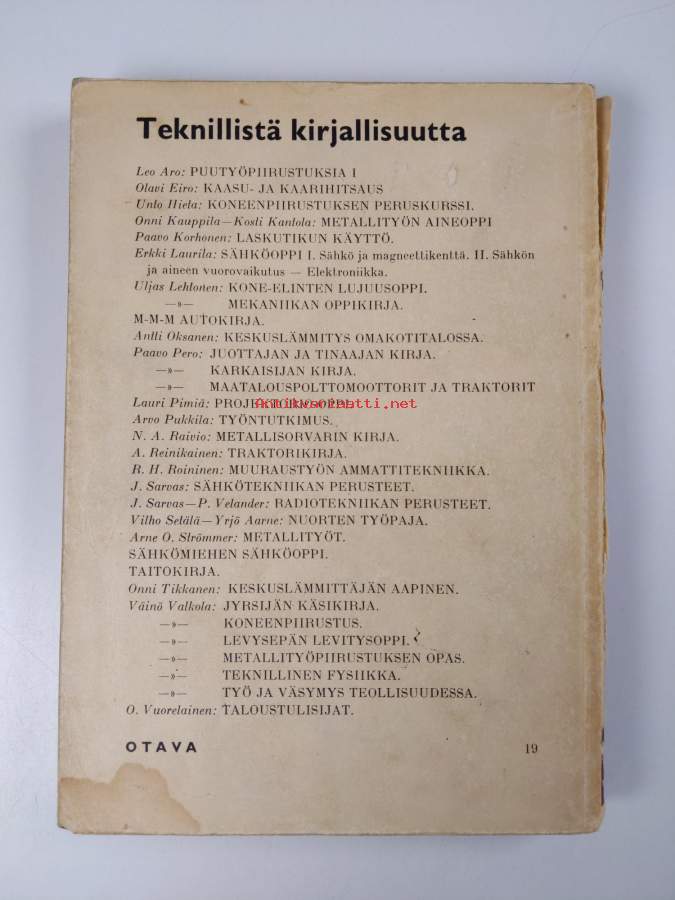 Teknillistä kirjallisuutta
Leo Aro: PUUTYÖPIIRUSTUKSIA I
Olavi Eiro: KAASU- JA KAARIHITSAUS
Unto Hieta: KONEENPIIRUSTUKSEN PERUSKURSSI.
Onni Kauppila—Kosti Kantola: METALLITYÖN AINEOPPI
Paavo Korhonen: LASKUTIKUN KÄYTTÖ.
Erkki Laurila: SÄHKÖOPPI I. Sähkö ja magneettikenttä. II. Sähkön
ja aineen vuorovaikutus — Elektroniikka.
Uljas Lehtonen: KONE-ELINTEN LUJUUSOPPI.
—»— MEKANIIKAN OPPIKIRJA.
M-M-M AUTOKIRJA.
Antti Oksanen: KESKUSLÄMMITYS OMAKOTITALOSSA.
Paavo Pero: JUOTTAJAN JA TINAAJAN KIRJA.
—»— KARKAISIJAN KIRJA.
—»— MAATALOUSPOLTTOMOOTTORIT JA TRAKTORIT
Lauri Pimiä: PROJEKTIO-OPPI.
Antikvariaatti.net
Arvo Pukkila: TYÖNTUTKIMUS.
N. A. Raivio: METALLISORVARIN KIRJA.
A. Reinikainen: TRAKTORIKIRJA.
R. H. Roininen: MUURAUSTYÖN AMMATTITEKNIIKKA.
J. Sarvas: SÄHKÖTEKNIIKAN PERUSTEET.
J. Sarvas—P. Velander: RADIOTEKNIIKAN PERUSTEET.
Vilho Setälä—Yrjö Aarne: NUORTEN TYÖPAJA.
Arne O. Strömmer: METALLITYÖT.
SÄHKÖMIEHEN SÄHKÖOPPI.
TAITOKIRJA.
Onni Tikkanen: KESKUSLÄMMITTÄJÄN AAPINEN.
Väinö Valkola: JYRSIJÄN KÄSIKIRJA.
—»— KONEENPIIRUSTUS.
—»— LEVYSEPÄN LEVITYSOPPI.
—»— METALLITYÖPIIRUSTUKSEN OPAS.
—»— TEKNILLINEN FYSIIKKA.
—»— TYÖ JA VÄSYMYS TEOLLISUUDESSA.
O. Vuorelainen: TALOUSTULISIJAT.
OTAVA 19